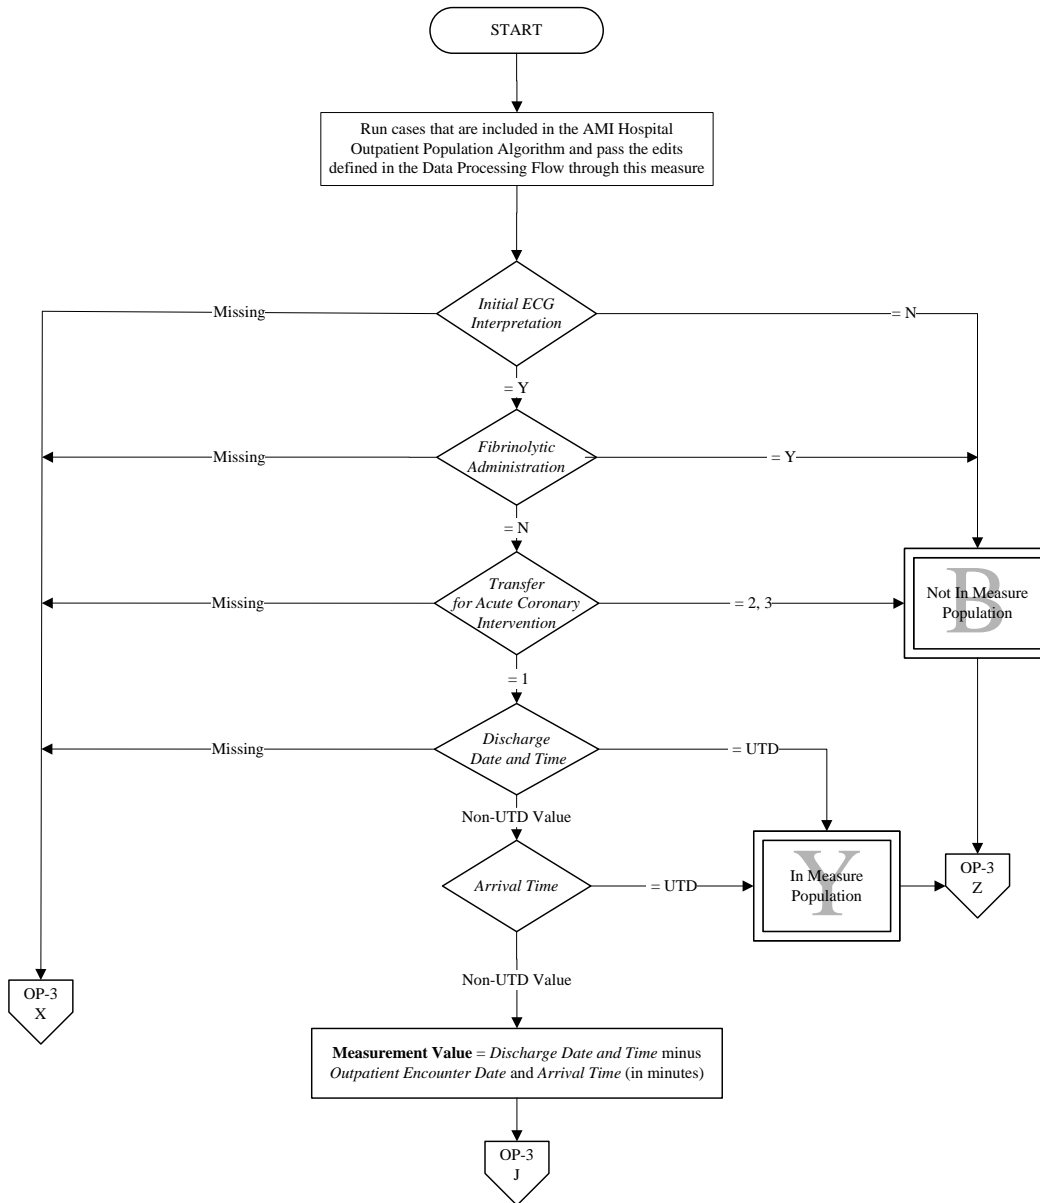 START
Run cases that are included in the AMI Hospital
Outpatient Population Algorithm and pass the edits
defined in the Data Processing Flow through this measure
Initial ECG
Interpretation
Missing
= N
= Y
Fibrinolytic
Administration
Missing
= Y
= N
Transfer
for Acute Coronary
Intervention
Missing
= 2, 3
B
Not In Measure
Population
= 1
Discharge
Date and Time
Missing
= UTD
Non-UTD Value
Arrival Time
= UTD
Y
In Measure
Population
OP-3
Z
Non-UTD Value
OP-3
X
Measurement Value = Discharge Date and Time minus
Outpatient Encounter Date and Arrival Time (in minutes)
OP-3
J